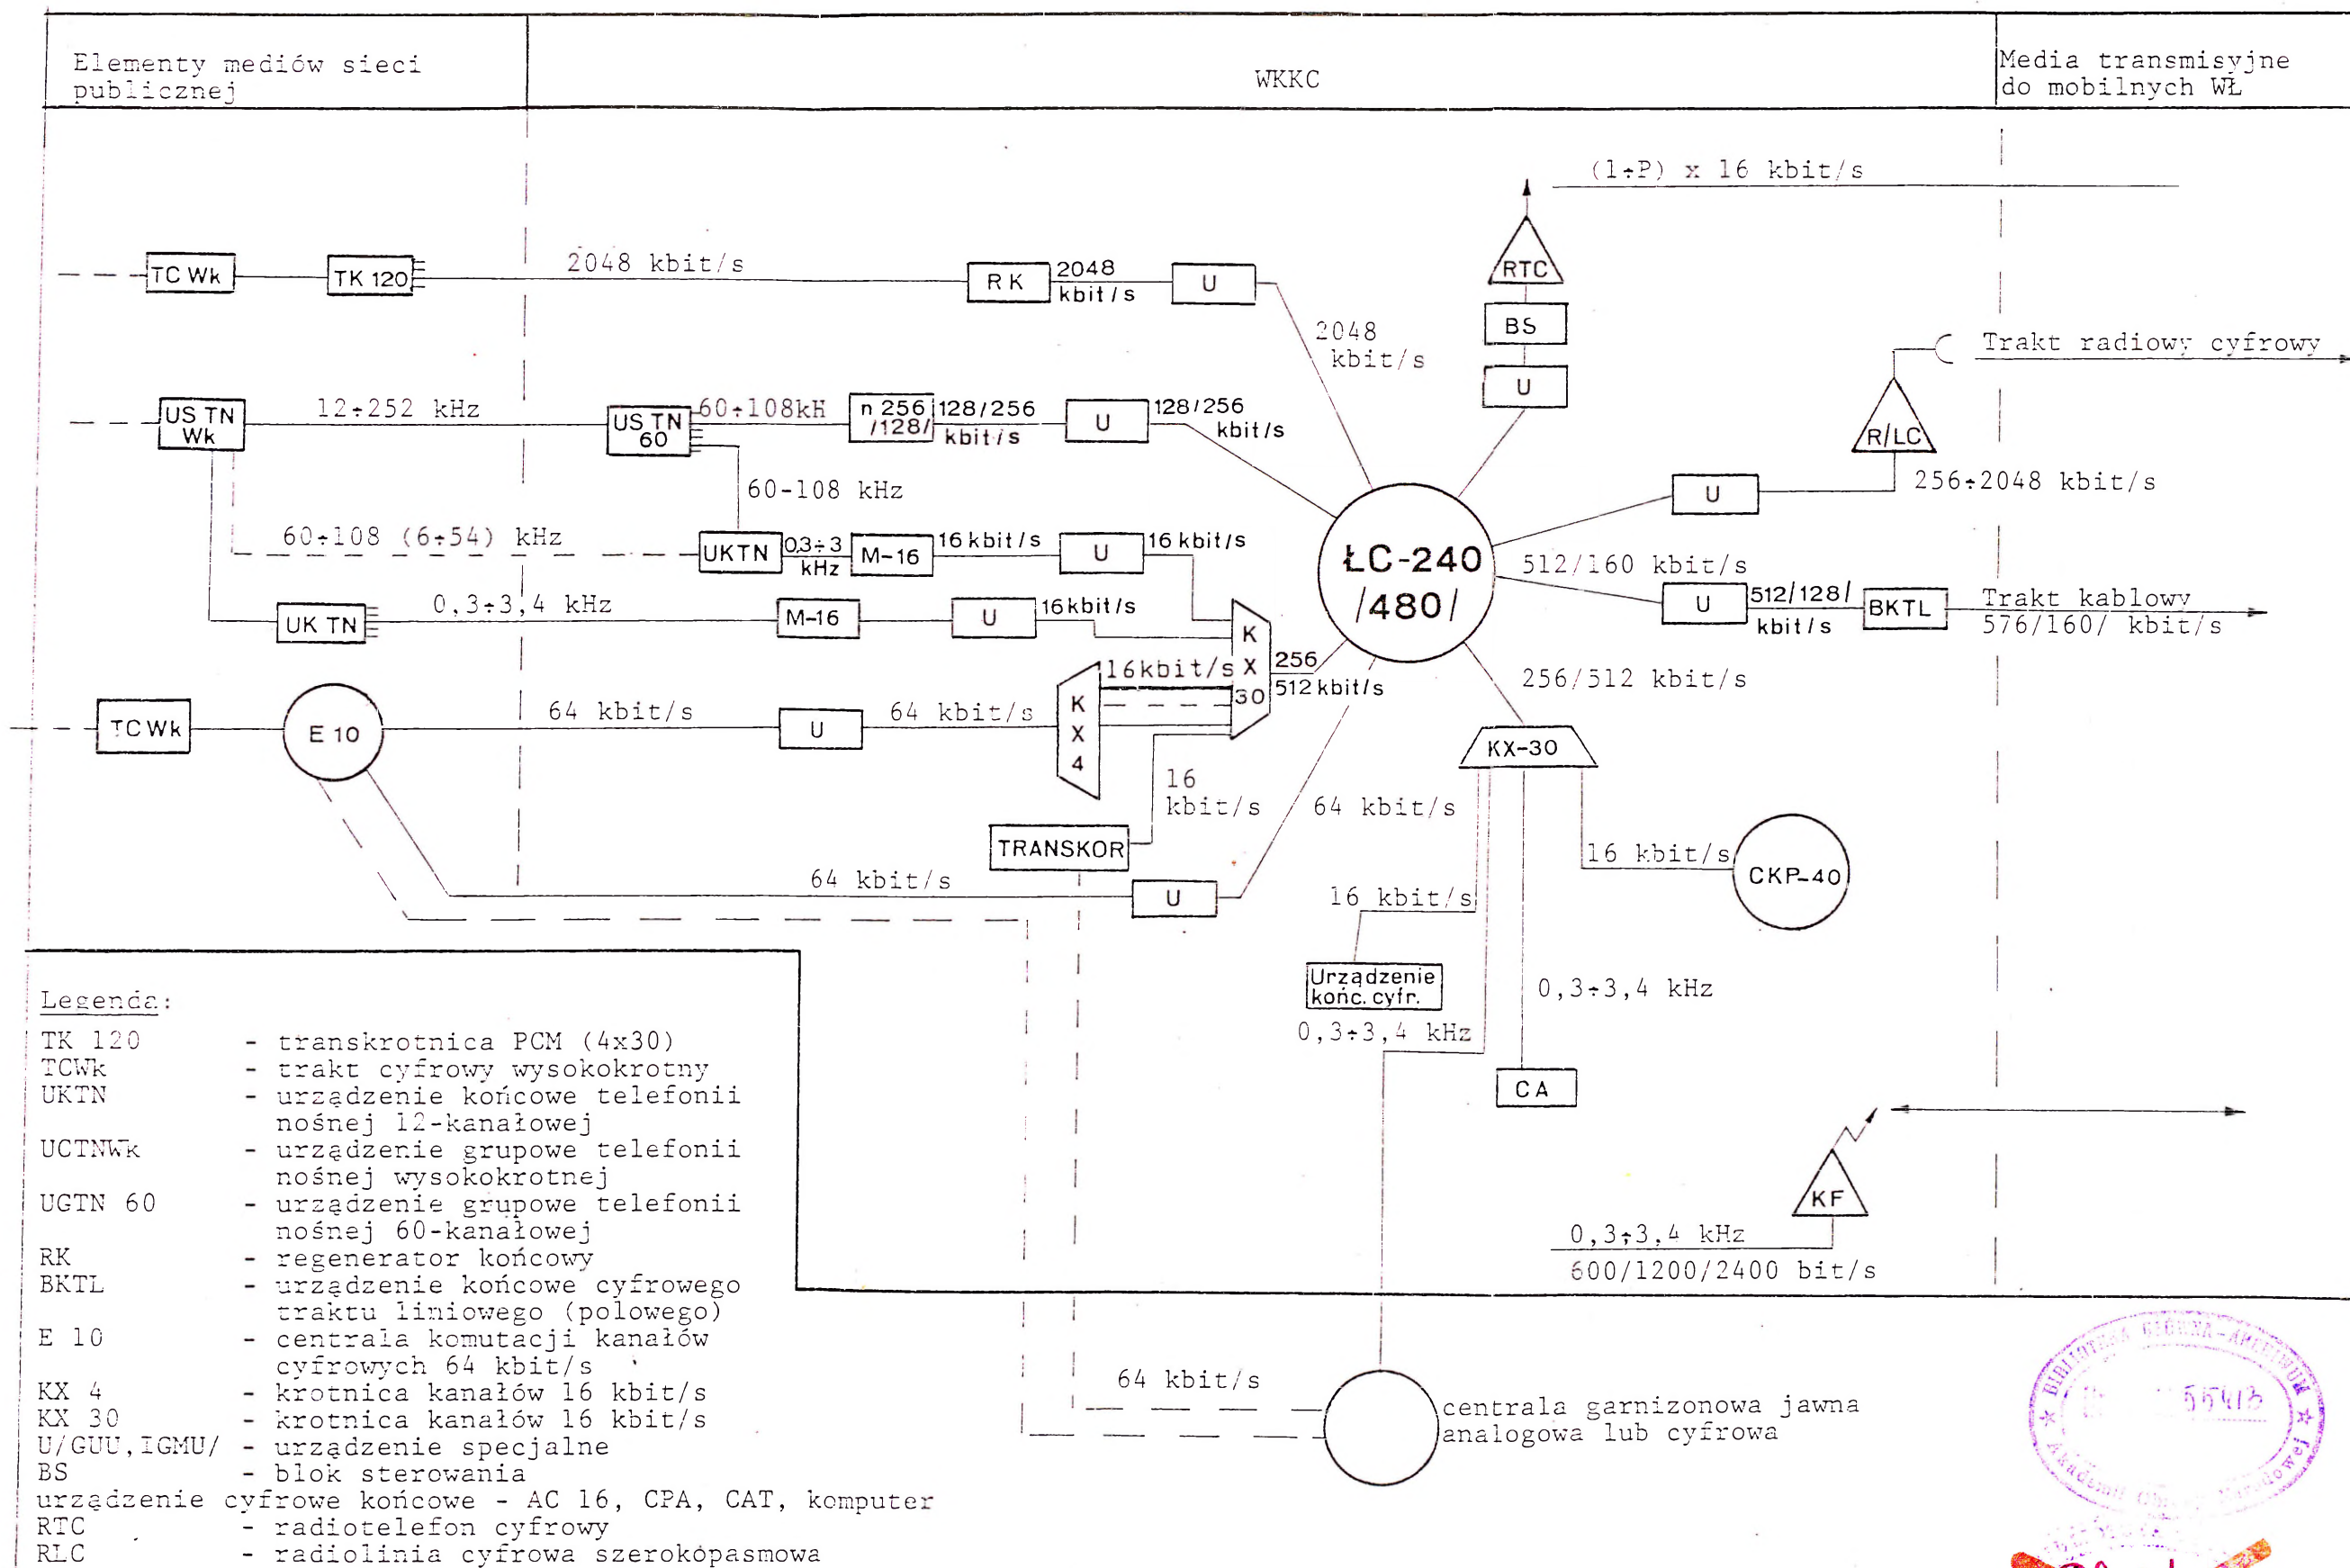 Elementy mediów sieci
publicznej
WKKC
Media transmisyjne
do mobilnych WŁ
(1÷P) x 16 kbit/s
TC Wk
TK 120
2048 kbit/s
RK
2048
kbit/s
U
2048
kbit/s
RTC
BS
U
Trakt radiowy cyfrowy
R/LC
US TN
Wk
12÷252 kHz
US TN
60
60÷108kH
n 256
/128/
128/256
kbit/s
U
128/256
kbit/s
60-108 kHz
U
256÷2048 kbit/s
60÷108 (6÷54) kHz
UKTN
0,3÷3
kHz
M-16
16 kbit/s
U
16 kbit/s
ŁC-240
/480/
512/160 kbit/s
U
512/128/
kbit/s
BKTL
Trakt kablowy
576/160/ kbit/s
UK TN
0,3÷3,4 kHz
M-16
U
16kbit/s
K
X
30
256
512 kbit/s
16kbit/s
256/512 kbit/s
TCWk
E 10
64 kbit/s
U
64 kbit/s
K
X
4
KX-30
16
kbit/s
64 kbit/s
TRANSKOR
64 kbit/s
U
16 kbit/s
CKP-40
16 kbit/s
Urządzenie
końc. cyfr.
0,3÷3,4 kHz
0,3÷3,4 kHz
CA
KF
0,3÷3,4 kHz
600/1200/2400 bit/s
Legenda:
TK 120 - transkrotnica PCM (4x30)
TCWk - trakt cyfrowy wysokokrotny
UKTN - urządzenie końcowe telefonii
nośnej 12-kanałowej
UCTNWk - urządzenie grupowe telefonii
nośnej wysokokrotnej
UGTN 60 - urządzenie grupowe telefonii
nośnej 60-kanałowej
RK - regenerator końcowy
BKTL - urządzenie końcowe cyfrowego
traktu liniowego (polowego)
E 10 - centrala komutacji kanałów
cyfrowych 64 kbit/s
KX 4 - krotnica kanałów 16 kbit/s
KX 30 - krotnica kanałów 16 kbit/s
U/GUU,IGMU/ - urządzenie specjalne
BS - blok sterowania
urządzenie cyfrowe końcowe - AC 16, CPA, CAT, komputer
RTC - radiotelefon cyfrowy
RLC - radiolinia cyfrowa szerokopasmowa
64 kbit/s
centrala garnizonowa jawna
analogowa lub cyfrowa
BIBLIOTEKA GŁÓWNA-ARCHIWUM
55413
Akademii Obrony Narodowej